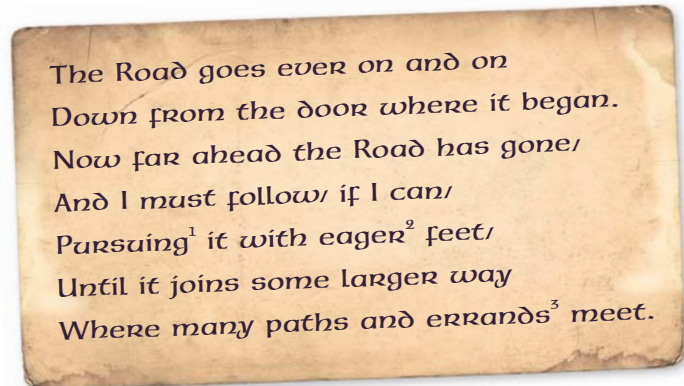 The Road goes ever on and on
Down from the door where it began.
Now far ahead the Road has gone,
And I must follow, if I can,
Pursuing¹ it with eager² feet,
Until it joins some larger way
Where many paths and errands³ meet.